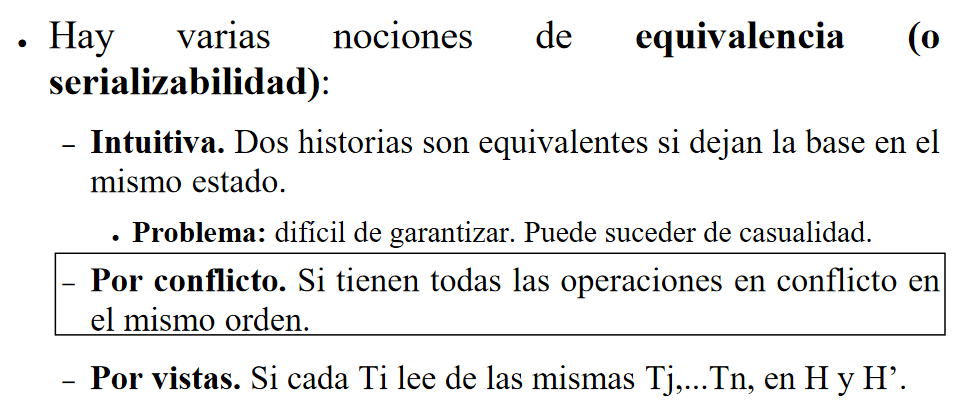 • Hay varias nociones de equivalencia (o
serializabilidad):
– Intuitiva. Dos historias son equivalentes si dejan la base en el
mismo estado.
• Problema: difícil de garantizar. Puede suceder de casualidad.
– Por conflicto. Si tienen todas las operaciones en conflicto en
el mismo orden.
– Por vistas. Si cada Ti lee de las mismas Tj,...Tn, en H y H’.